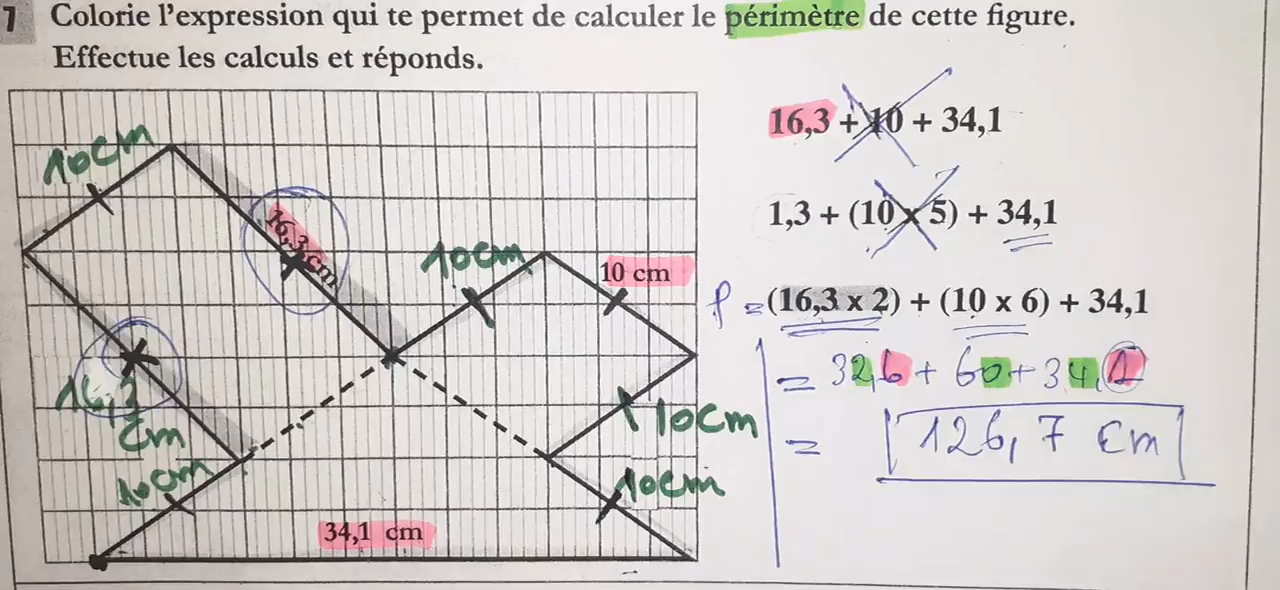 7 Colorie l'expression qui te permet de calculer le périmètre de cette figure.
Effectue les calculs et réponds.
10cm
16,3 cm
10cm
10 cm
16,3
cm
10cm
10cm
10cm
34,1 cm
16,3 + 10 + 34,1
1,3 + (10 x 5) + 34,1
P = (16,3 x 2) + (10 x 6) + 34,1
= 32,6 + 60 + 34,1
= 126,7 cm